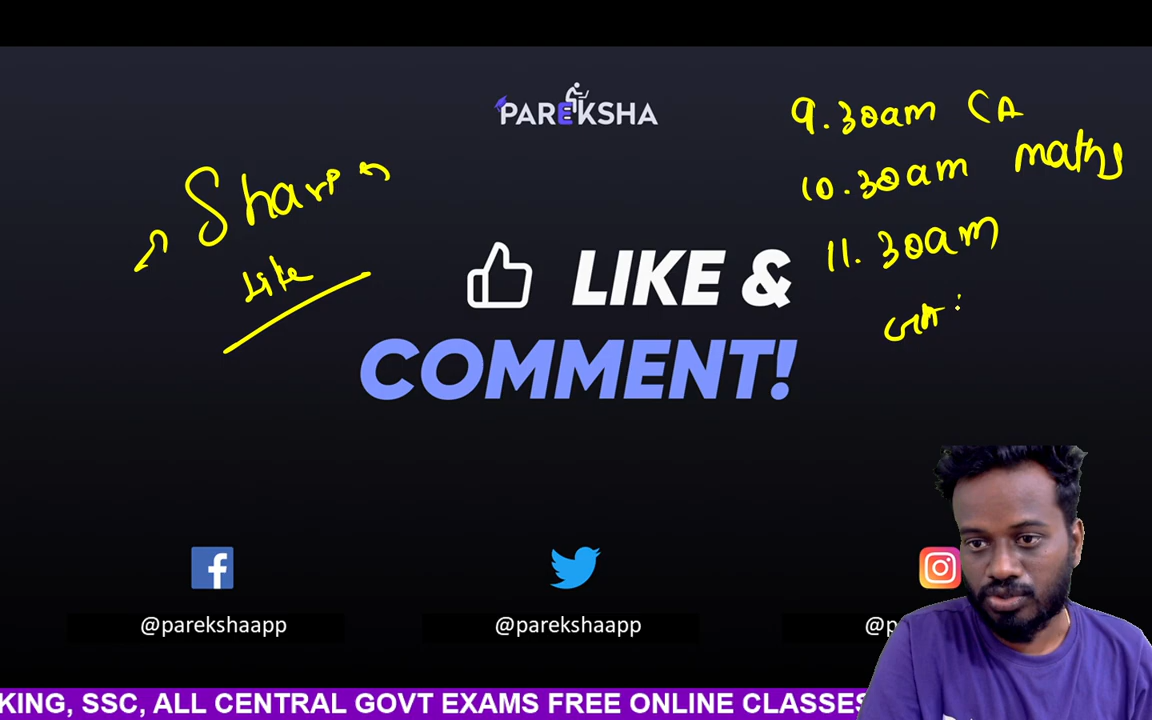 PAREKSHA
9.30am CA
10.30am maths
11.30am
GA:
Share
Like
LIKE &
COMMENT!
@parekshaapp
@parekshaapp
@p
KING, SSC, ALL CENTRAL GOVT EXAMS FREE ONLINE CLASSES